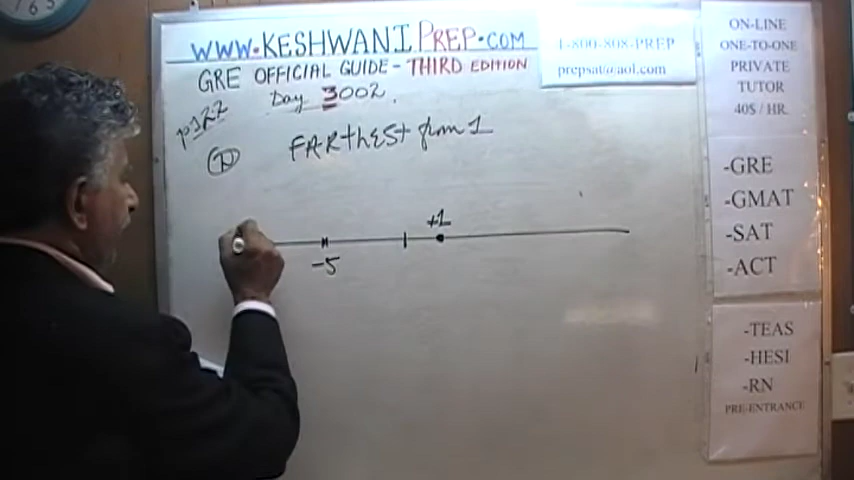 WWW.KESHWANIPREP.COM
GRE OFFICIAL GUIDE - THIRD EDITION
Day 3002.
p122
FARthEST from 1
+1
-5
1-800-808-PREP
prepsat@aol.com
ON-LINE
ONE-TO-ONE
PRIVATE
TUTOR
40$ / HR.
-GRE
-GMAT
-SAT
-ACT
-TEAS
-HESI
-RN
PRE-ENTRANCE